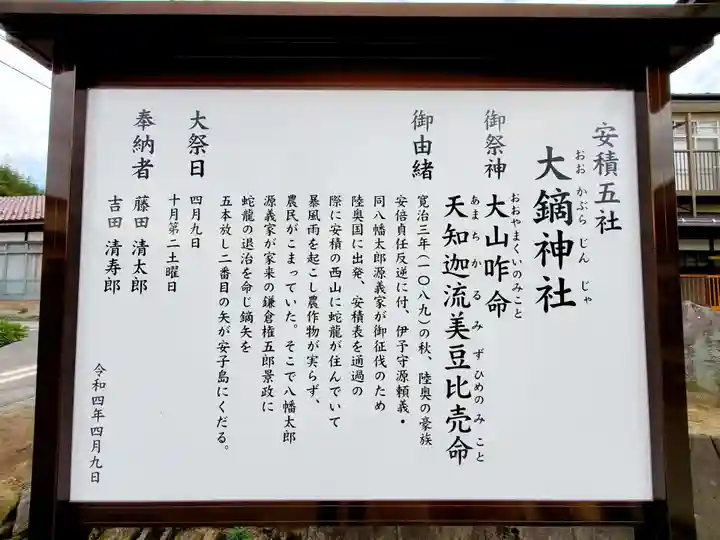 安積五社
大鏑神社
おおかぶらじんじゃ
御祭神
大山咋命
おおやまくいのみこと
天知迦流美豆比売命
あまちかるみずひめのみこと
御由緒
寛治三年(一〇八九)の秋、陸奥の豪族
安倍貞任反逆に付、伊予守源頼義・
同八幡太郎源義家が御征伐のため
陸奥国に出発、安積表を通過の
際に安積の西山に蛇龍が住んでいて
暴風雨を起こし農作物が実らず、
農民がこまっていた。そこで八幡太郎
源義家が家来の鎌倉権五郎景政に
蛇龍の退治を命じ鏑矢を
五本放し二番目の矢が安子島にくだる。
大祭日
四月九日
十月第二土曜日
奉納者
藤田清太郎
吉田清寿郎
令和四年四月九日